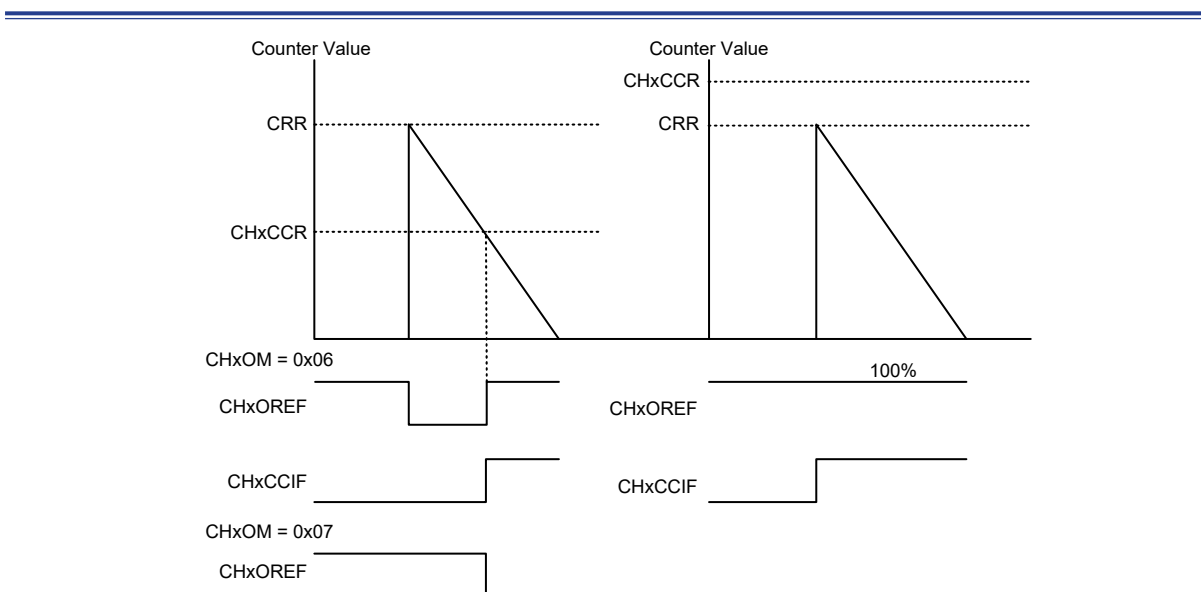 Counter Value
CRR
CHxCCR
CHxOM = 0x06
CHxOREF
CHxCCIF
CHxOM = 0x07
CHxOREF
Counter Value
CHxCCR
CRR
100%
CHxOREF
CHxCCIF